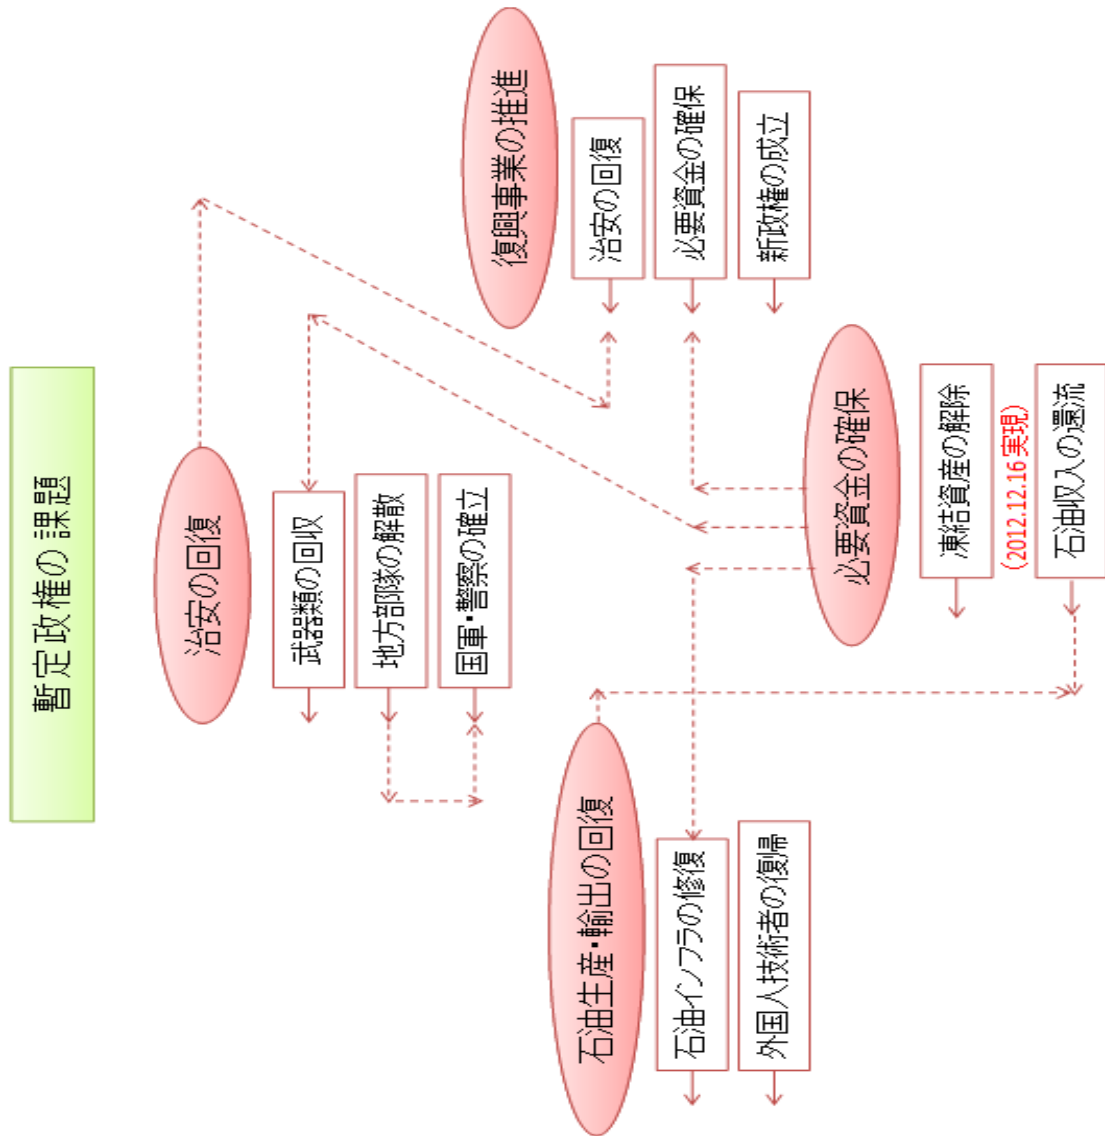 暫定政権の課題
治安の回復
武器類の回収
地方部隊の解散
国軍・警察の確立
復興事業の推進
治安の回復
必要資金の確保
新政権の成立
石油生産・輸出の回復
石油インフラの修復
外国人技術者の復帰
必要資金の確保
凍結資産の解除
(2012.12.16 実現)
石油収入の還流